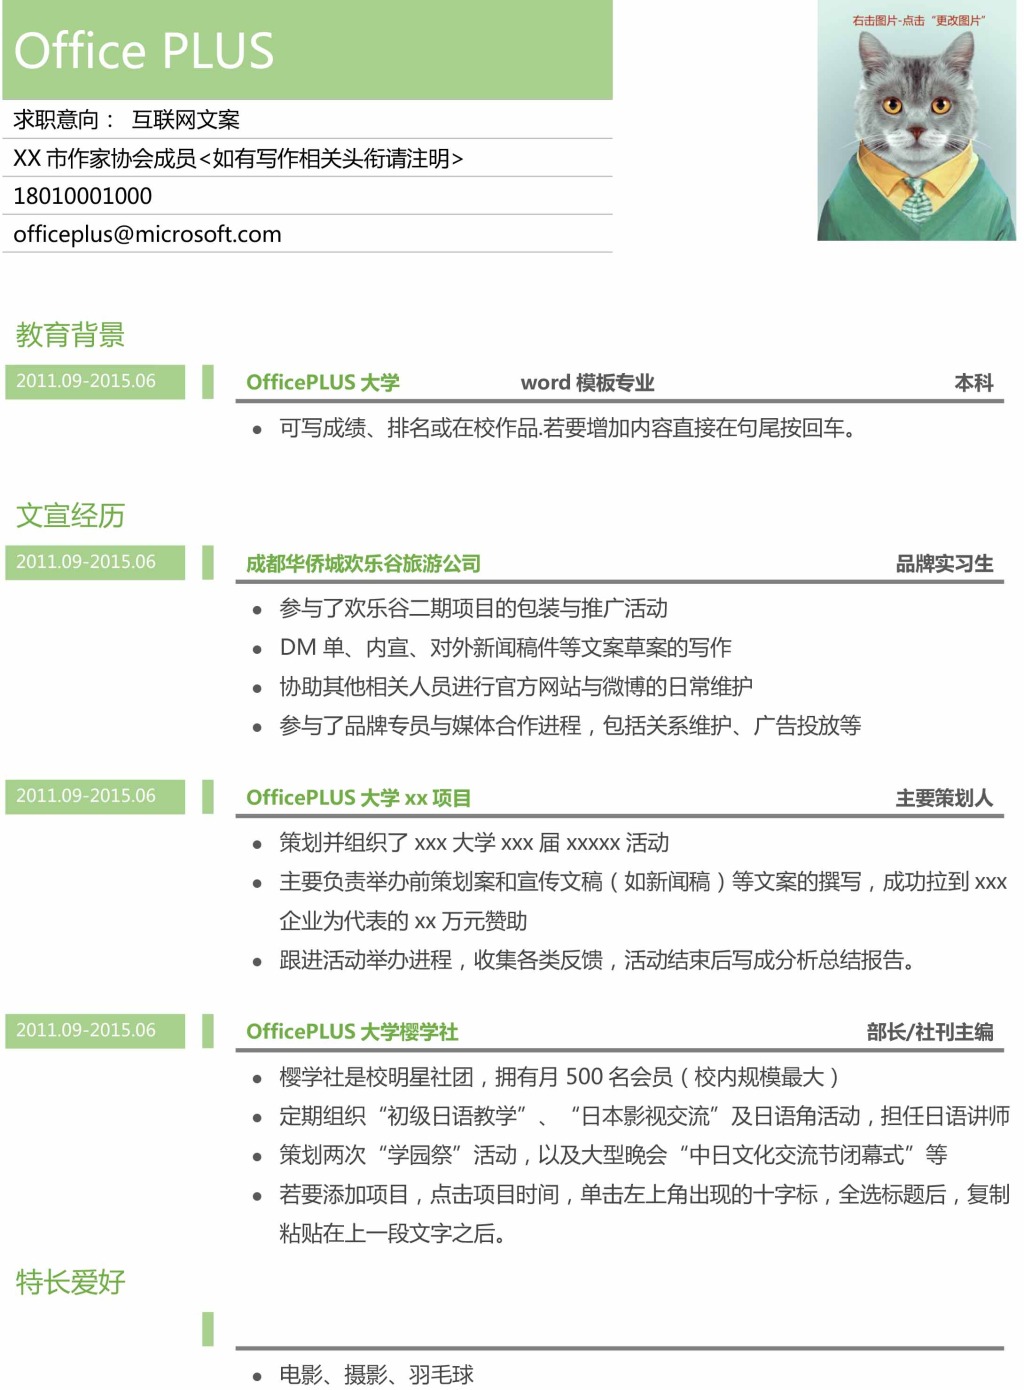 Office PLUS
右击图片-点击“更改图片”
求职意向： 互联网文案
XX 市作家协会成员<如有写作相关头衔请注明>
18010001000
officeplus@microsoft.com
教育背景
2011.09-2015.06 OfficePLUS 大学 word 模板专业 本科
• 可写成绩、排名或在校作品.若要增加内容直接在句尾按回车。
文宣经历
2011.09-2015.06 成都华侨城欢乐谷旅游公司 品牌实习生
• 参与了欢乐谷二期项目的包装与推广活动
• DM 单、内宣、对外新闻稿件等文案草案的写作
• 协助其他相关人员进行官方网站与微博的日常维护
• 参与了品牌专员与媒体合作进程，包括关系维护、广告投放等
2011.09-2015.06 OfficePLUS 大学 xx 项目 主要策划人
• 策划并组织了 xxx 大学 xxx 届 xxxxx 活动
• 主要负责举办前策划案和宣传文稿（如新闻稿）等文案的撰写，成功拉到 xxx
企业为代表的 xx 万元赞助
• 跟进活动举办进程，收集各类反馈，活动结束后写成分析总结报告。
2011.09-2015.06 OfficePLUS 大学樱学社 部长/社刊主编
• 樱学社是校明星社团，拥有月 500 名会员（校内规模最大）
• 定期组织“初级日语教学”、“日本影视交流”及日语角活动，担任日语讲师
• 策划两次“学园祭”活动，以及大型晚会“中日文化交流节闭幕式”等
• 若要添加项目，点击项目时间，单击左上角出现的十字标，全选标题后，复制
粘贴在上一段文字之后。
特长爱好
• 电影、摄影、羽毛球